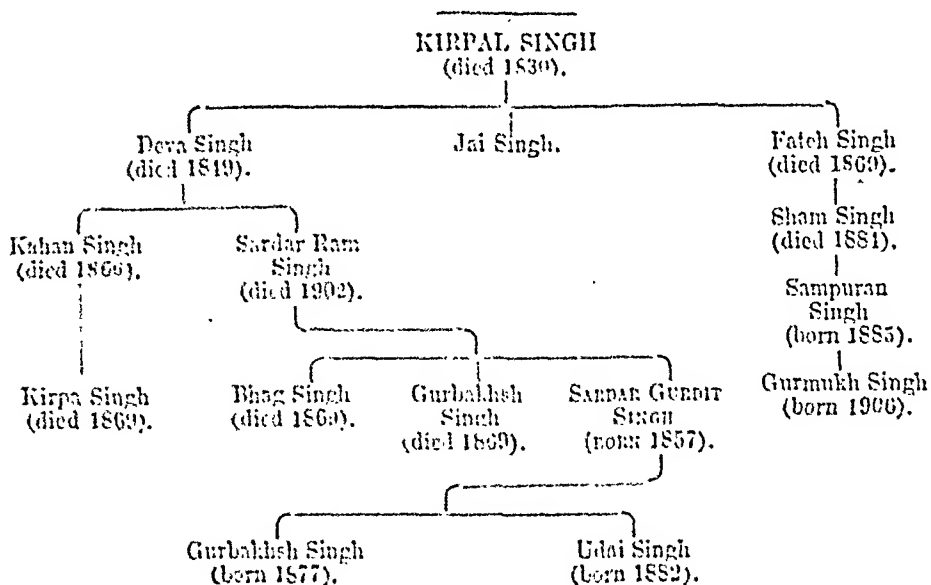 KIRPAL SINGH
(died 1830).
Deva Singh
(died 1849).
Jai Singh.
Fateh Singh
(died 1869).
Kahan Singh
(died 1866).
Sardar Ram
Singh
(died 1902).
Sham Singh
(died 1881).
Sampuran
Singh
(born 1885).
Kirpa Singh
(died 1869).
Bhag Singh
(died 1869).
Gurbakhsh
Singh
(died 1869).
SARDAR GURDIT
SINGH
(BORN 1857).
Gurmukh Singh
(born 1906).
Gurbakhsh Singh
(born 1877).
Udai Singh
(born 1882).